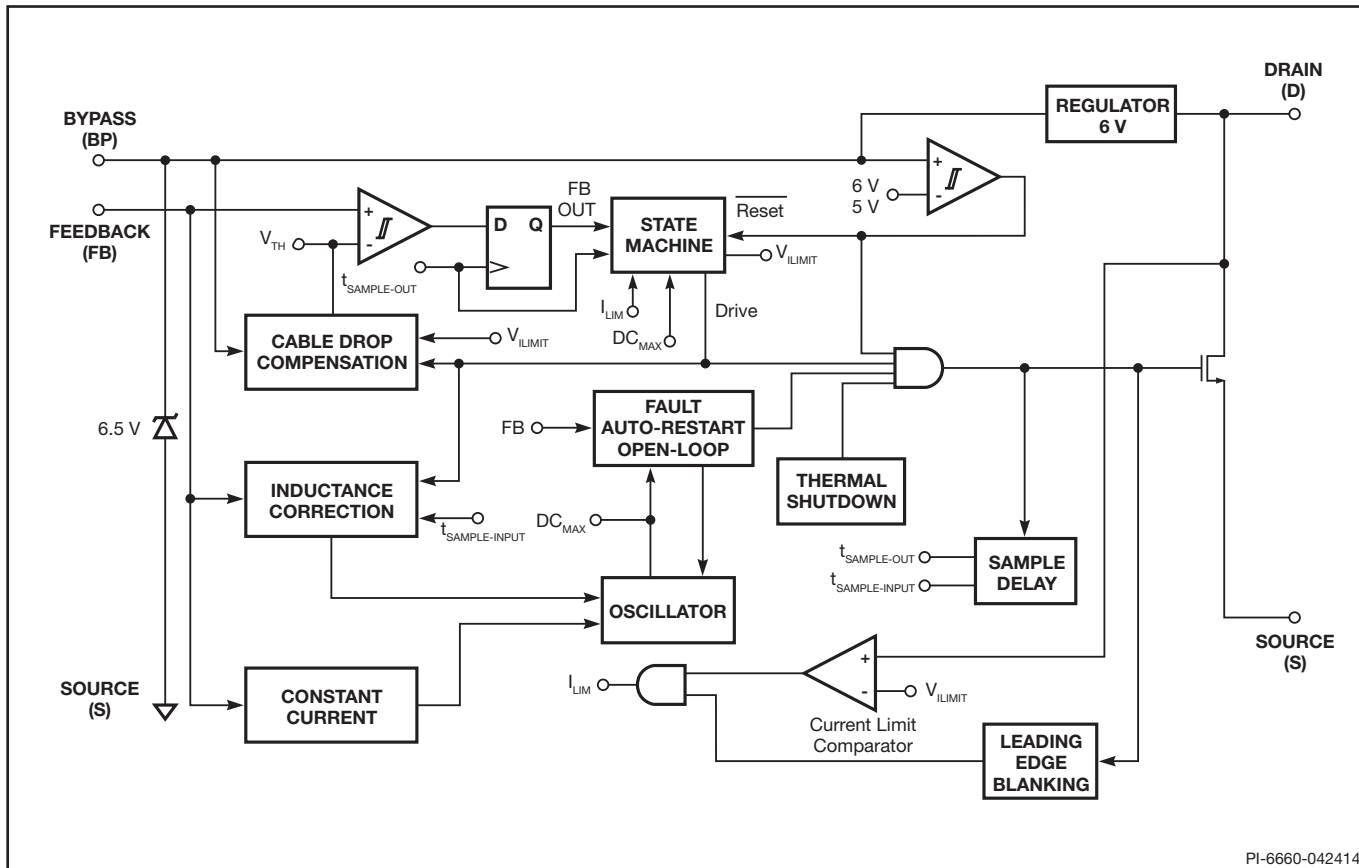 DRAIN
(D)
REGULATOR
6 V
BYPASS
(BP)
+
6 V
5 V
-
FEEDBACK
(FB)
+
-
V_TH
t_SAMPLE-OUT
D Q
FB
OUT
STATE
MACHINE
Reset
V_ILIMIT
I_LIM
DC_MAX
Drive
CABLE DROP
COMPENSATION
V_ILIMIT
6.5 V
FB
FAULT
AUTO-RESTART
OPEN-LOOP
THERMAL
SHUTDOWN
INDUCTANCE
CORRECTION
t_SAMPLE-INPUT
DC_MAX
t_SAMPLE-OUT
t_SAMPLE-INPUT
SAMPLE
DELAY
OSCILLATOR
SOURCE
(S)
SOURCE
(S)
CONSTANT
CURRENT
I_LIM
+
-
V_ILIMIT
Current Limit
Comparator
LEADING
EDGE
BLANKING
PI-6660-042414